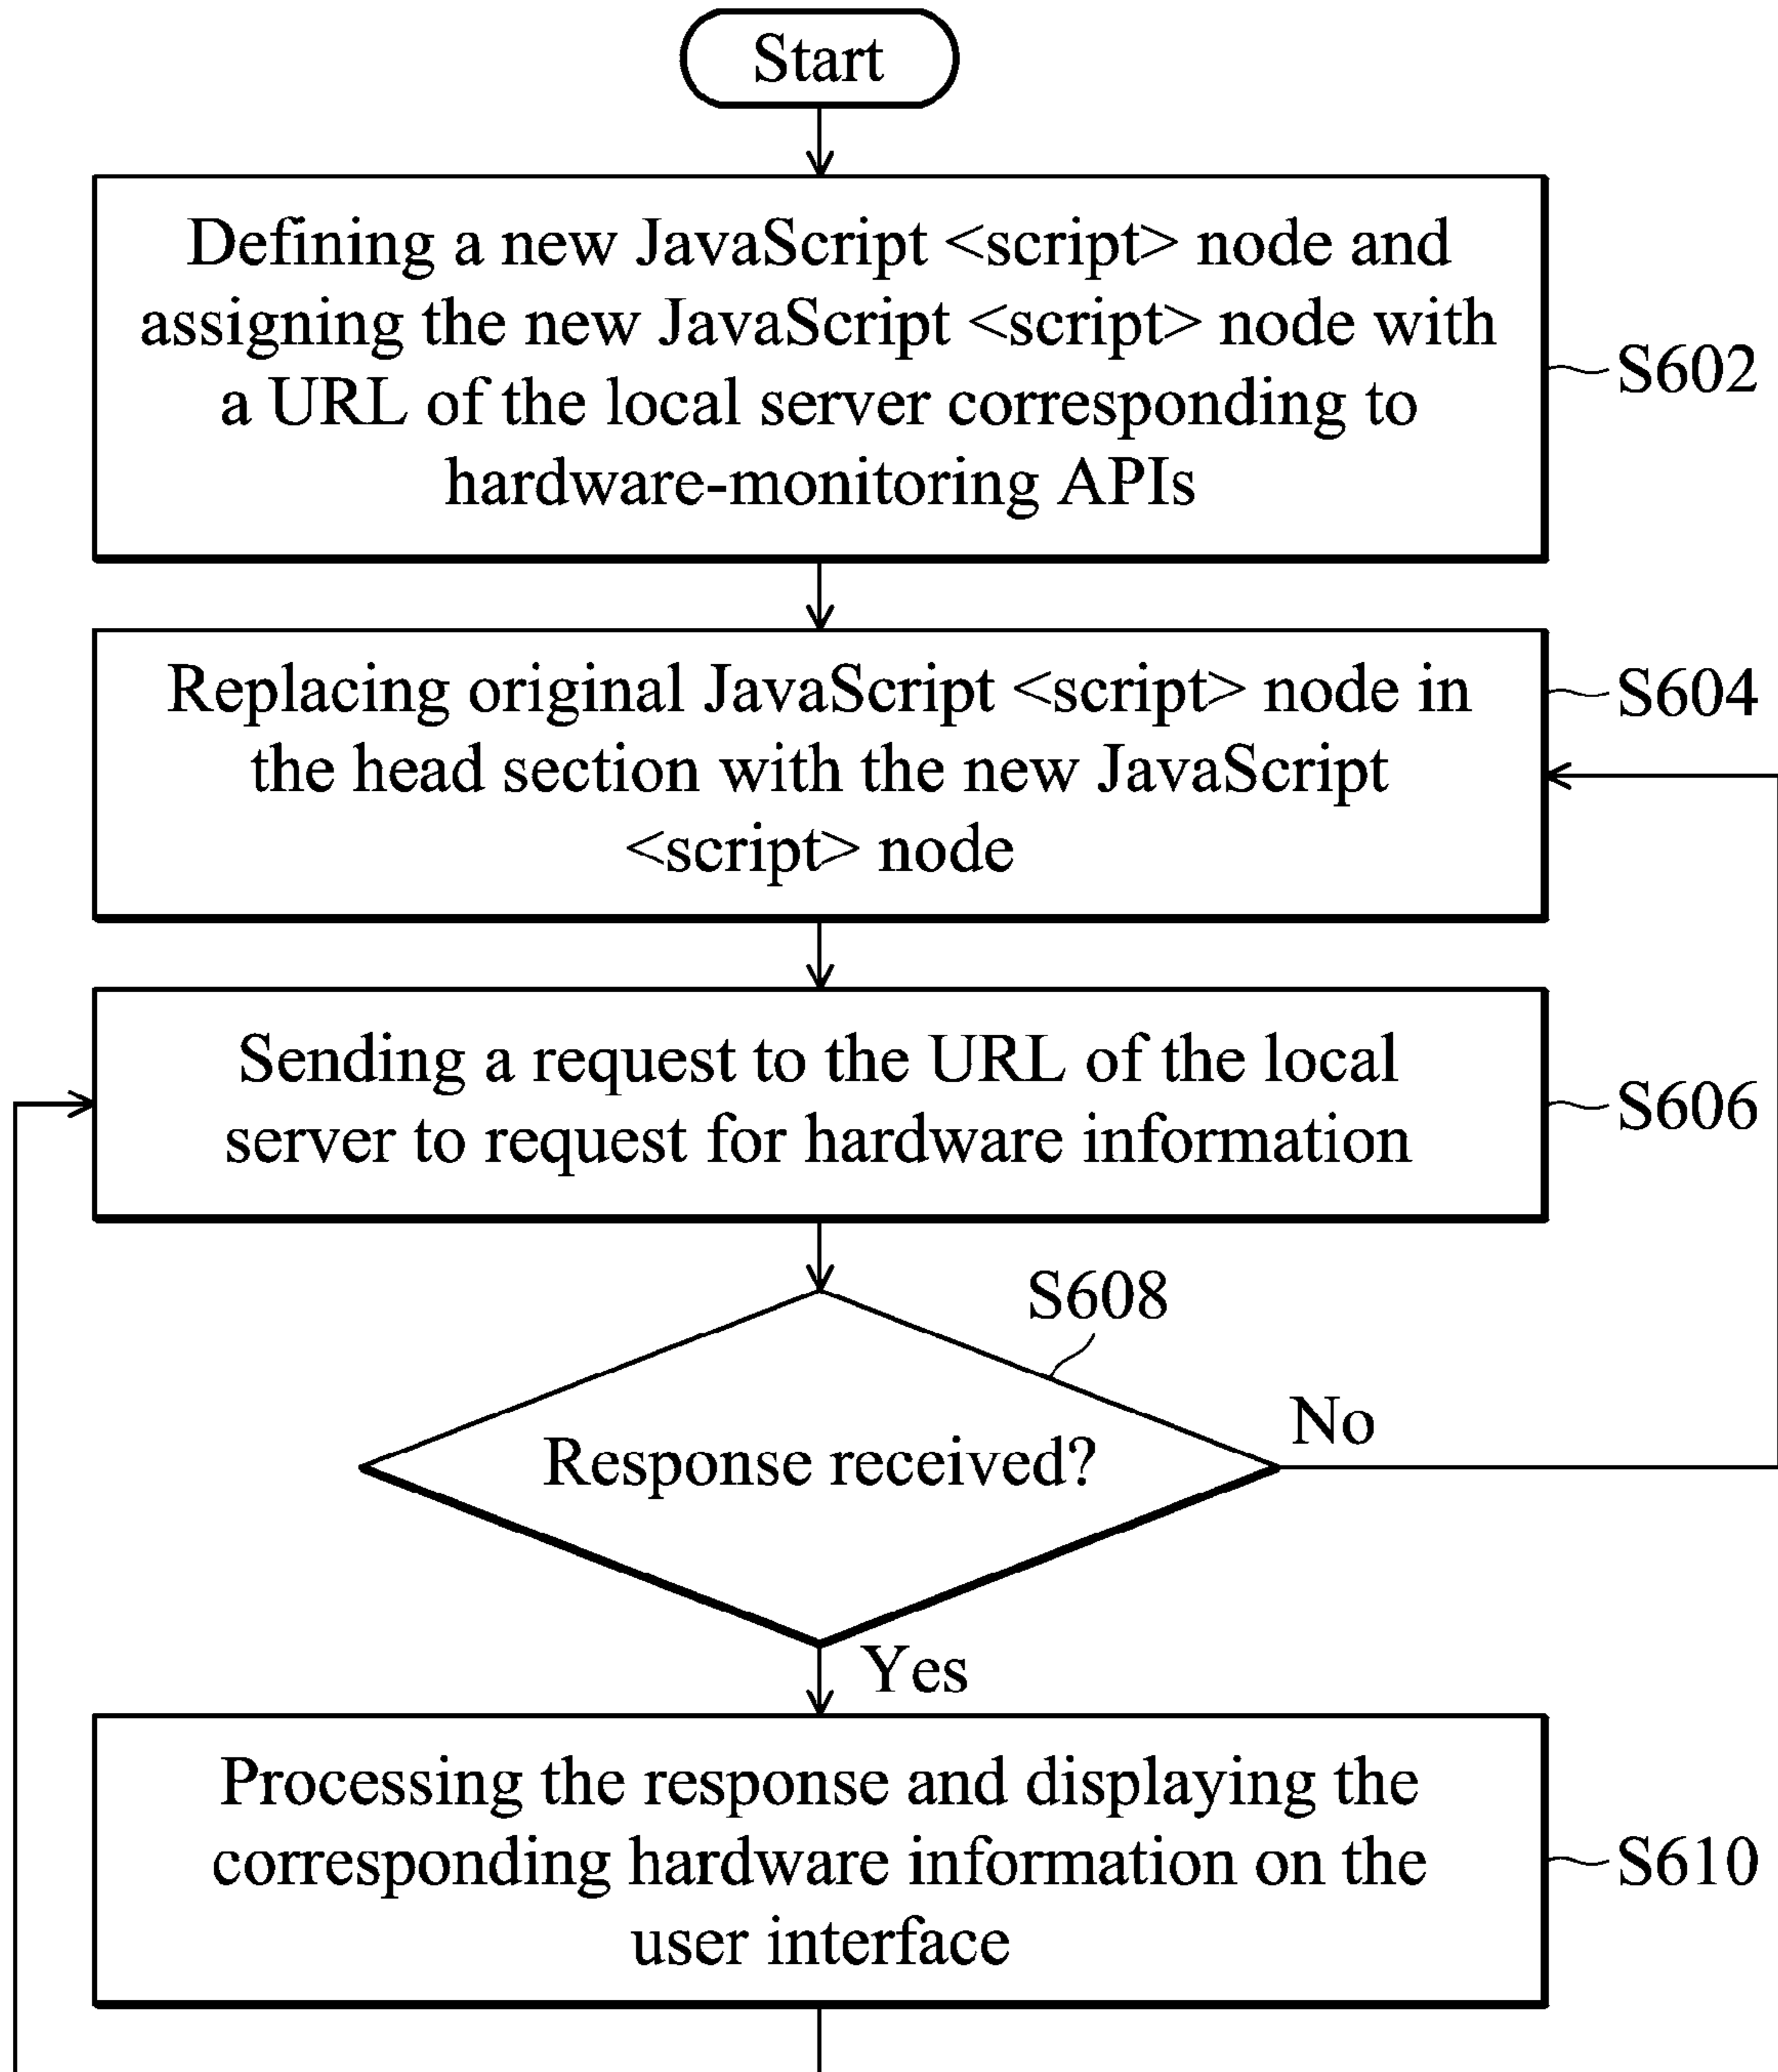 Start
Defining a new JavaScript <script> node and
assigning the new JavaScript <script> node with
a URL of the local server corresponding to
hardware-monitoring APIs
S602
Replacing original JavaScript <script> node in
the head section with the new JavaScript
<script> node
S604
Sending a request to the URL of the local
server to request for hardware information
S606
S608
Response received?
No
Yes
Processing the response and displaying the
corresponding hardware information on the
user interface
S610